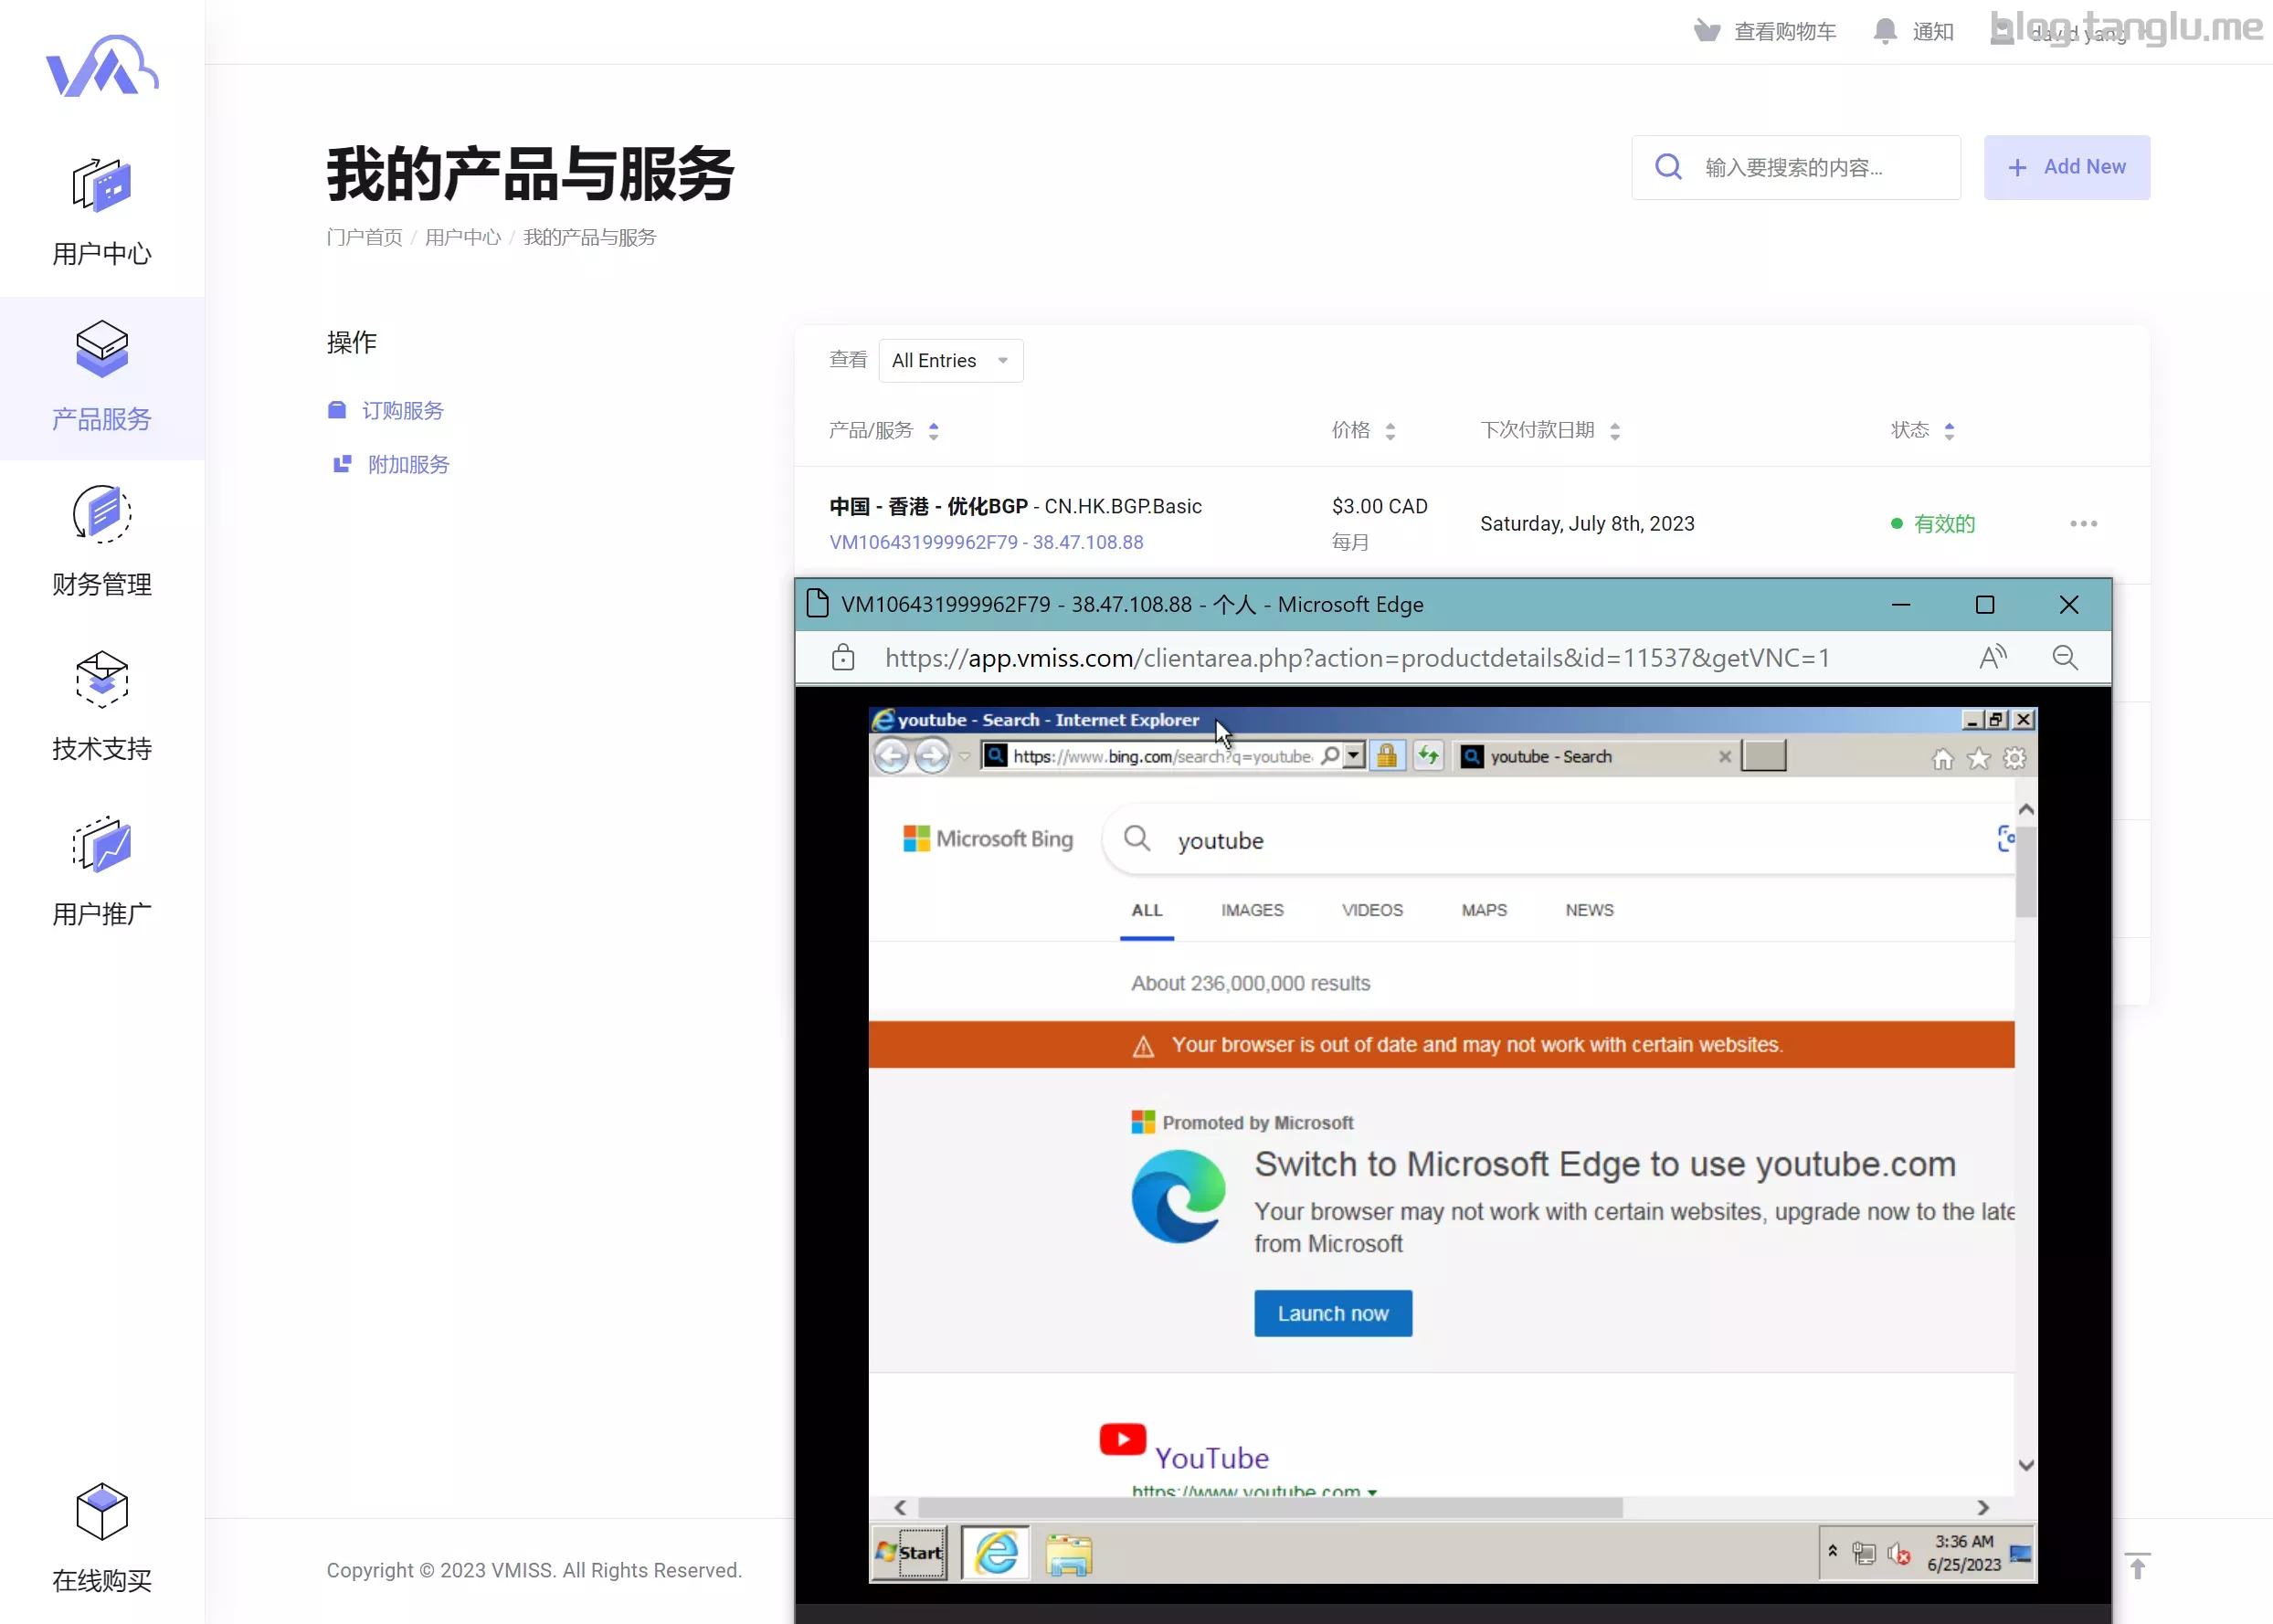 blog.tanglu.me
查看购物车
通知
david yang
用户中心
产品服务
财务管理
技术支持
用户推广
在线购买
我的产品与服务
门户首页 / 用户中心 / 我的产品与服务
输入要搜索的内容...
Add New
操作
订购服务
附加服务
查看 All Entries
产品/服务 价格 下次付款日期 状态
中国 - 香港 - 优化BGP - CN.HK.BGP.Basic
VM106431999962F79 - 38.47.108.88
$3.00 CAD
每月
Saturday, July 8th, 2023
有效的
VM106431999962F79 - 38.47.108.88 - 个人 - Microsoft Edge
https://app.vmiss.com/clientarea.php?action=productdetails&id=11537&getVNC=1
youtube - Search - Internet Explorer
https://www.bing.com/search?q=youtube
youtube - Search
Microsoft Bing
youtube
ALL IMAGES VIDEOS MAPS NEWS
About 236,000,000 results
Your browser is out of date and may not work with certain websites.
Promoted by Microsoft
Switch to Microsoft Edge to use youtube.com
Your browser may not work with certain websites, upgrade now to the late
from Microsoft
Launch now
YouTube
https://www.youtube.com
Start
3:36 AM
6/25/2023
Copyright © 2023 VMISS. All Rights Reserved.